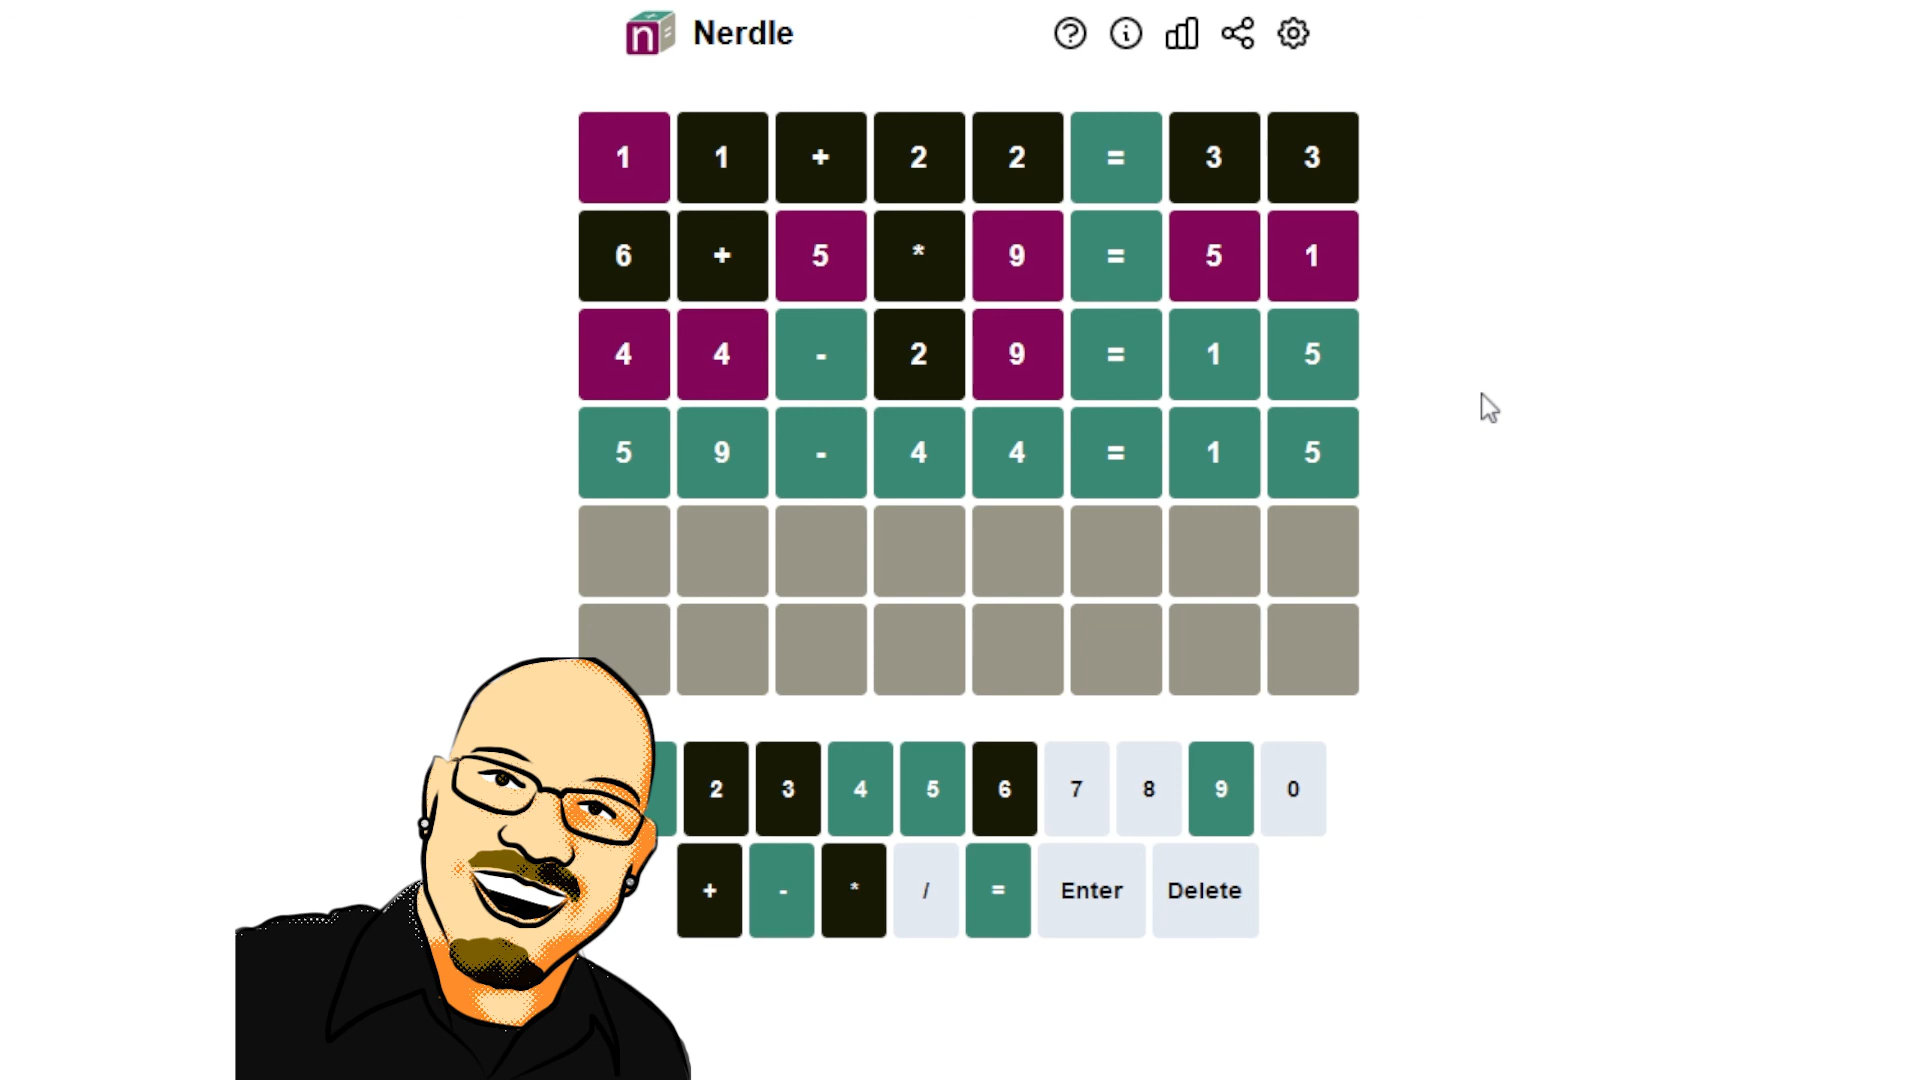 n Nerdle
1 1 + 2 2 = 3 3
6 + 5 * 9 = 5 1
4 4 - 2 9 = 1 5
5 9 - 4 4 = 1 5
2 3 4 5 6 7 8 9 0
+ - * / = Enter Delete